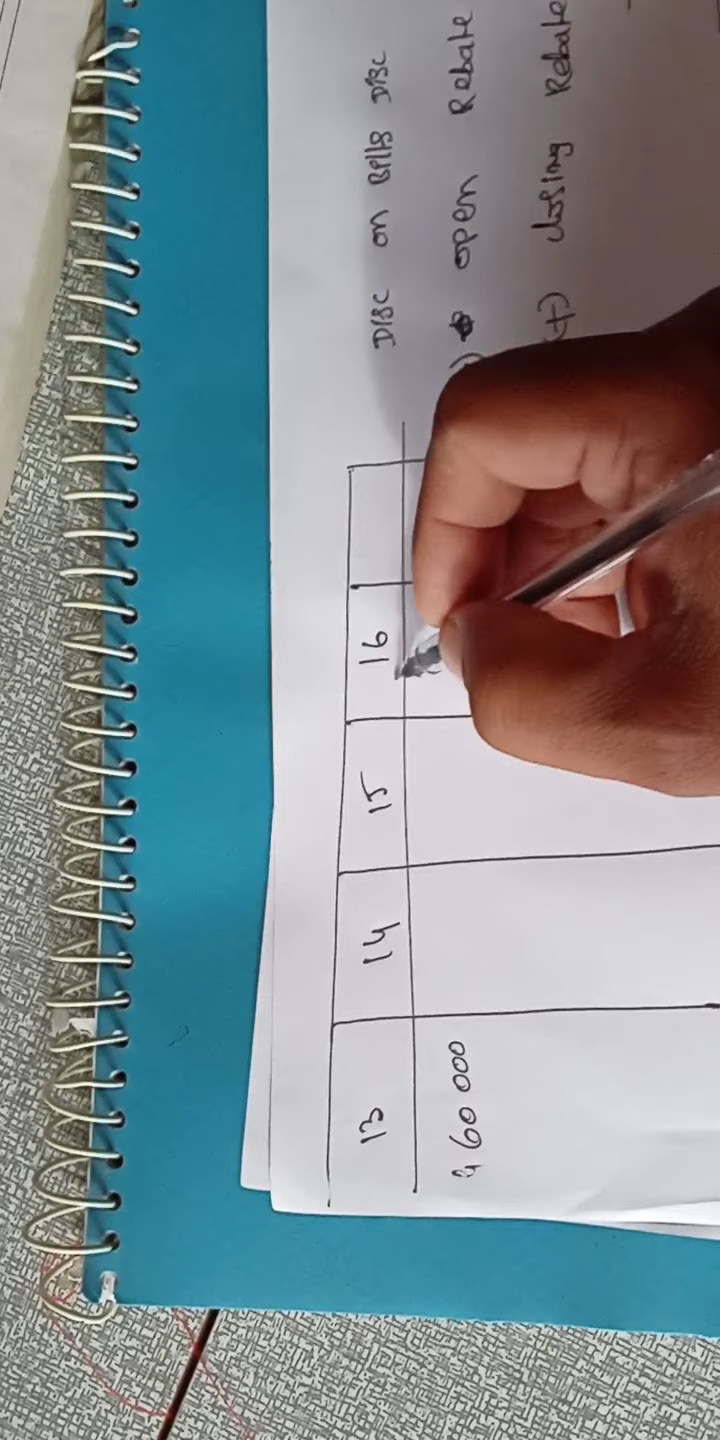 13 14 15 16
4 60 000
DISC on BIllS DISC
) open Rebate
(+) closing Rebate